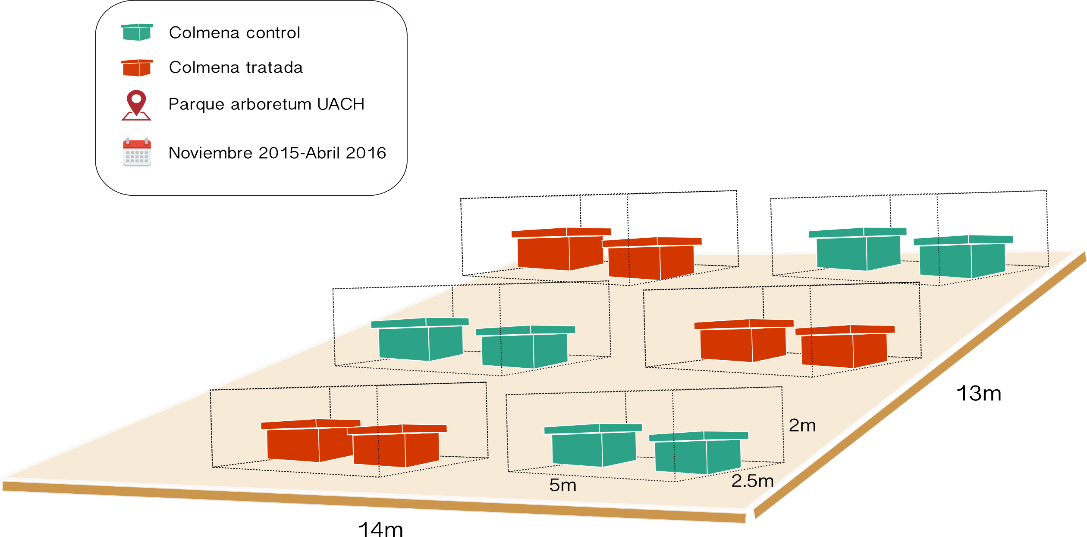 Colmena control
Colmena tratada
Parque arboretum UACH
Noviembre 2015-Abril 2016
13m
2m
2.5m
5m
14m